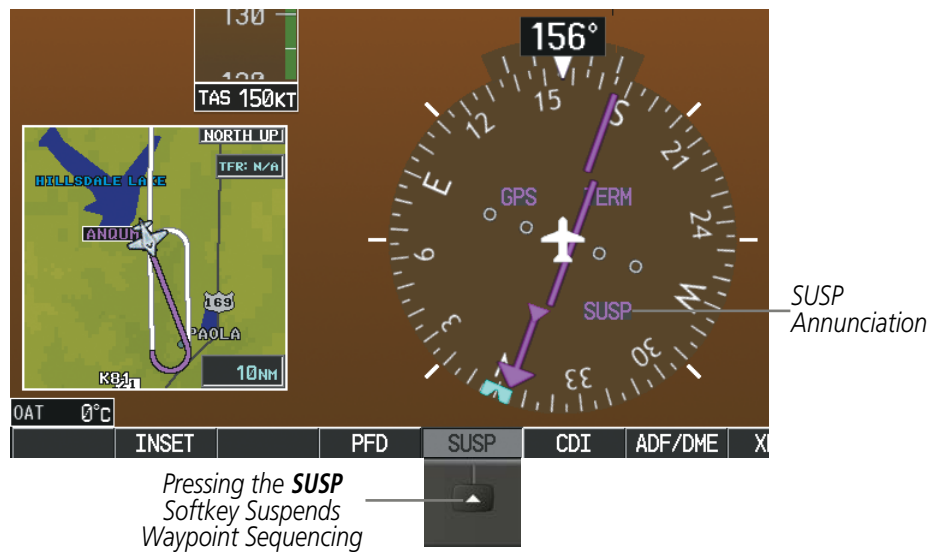 130
156°
TAS 150KT
15
S
12
21
NORTH UP
TFR: N/A
HILLSDALE LAKE
E
GPS
TERM
24
ANQUM
6
169
W
SUSP
SUSP
Annunciation
3
PAOLA
30
K81
10NM
33
OAT 0°C
INSET
PFD
SUSP
CDI
ADF/DME
Pressing the SUSP
Softkey Suspends
Waypoint Sequencing